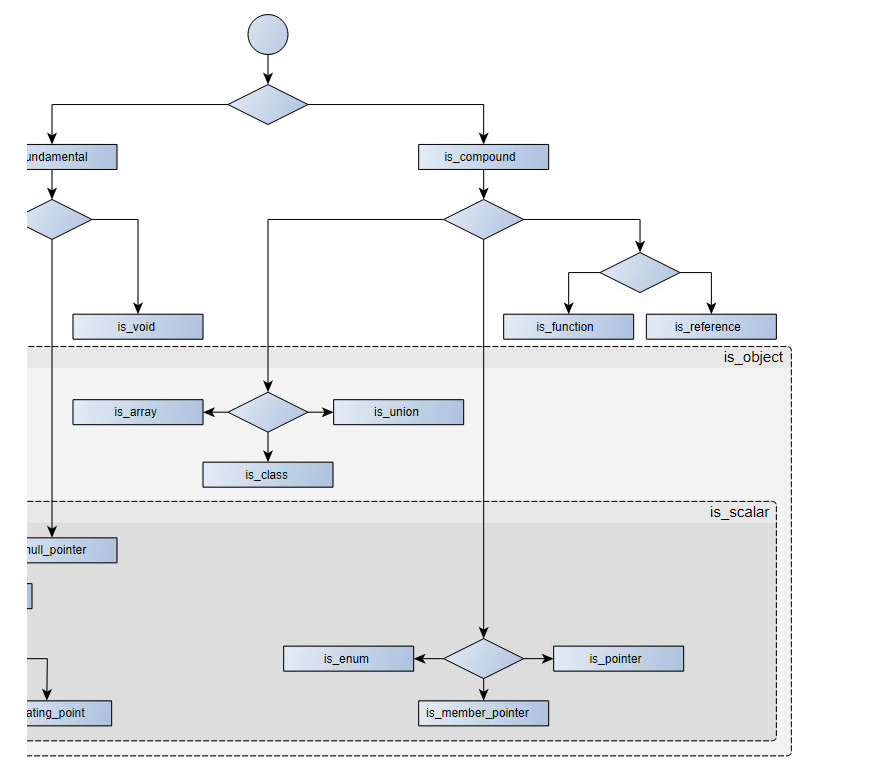 undamental
is_compound
is_void
is_function
is_reference
is_object
is_array
is_union
is_class
is_scalar
null_pointer
is_enum
is_pointer
ating_point
is_member_pointer